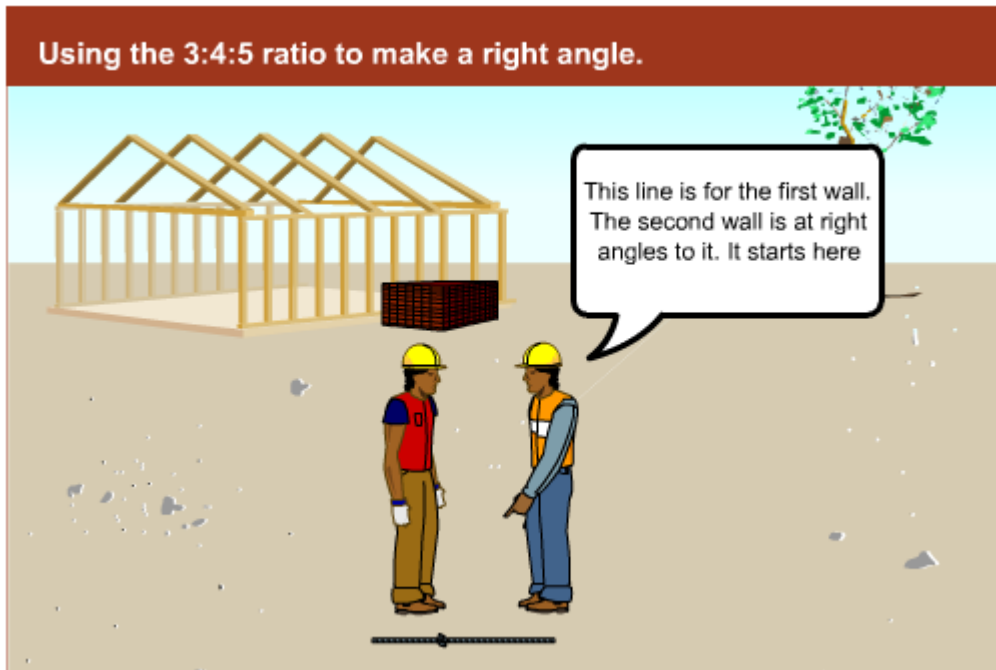 Using the 3:4:5 ratio to make a right angle.
This line is for the first wall.
The second wall is at right
angles to it. It starts here